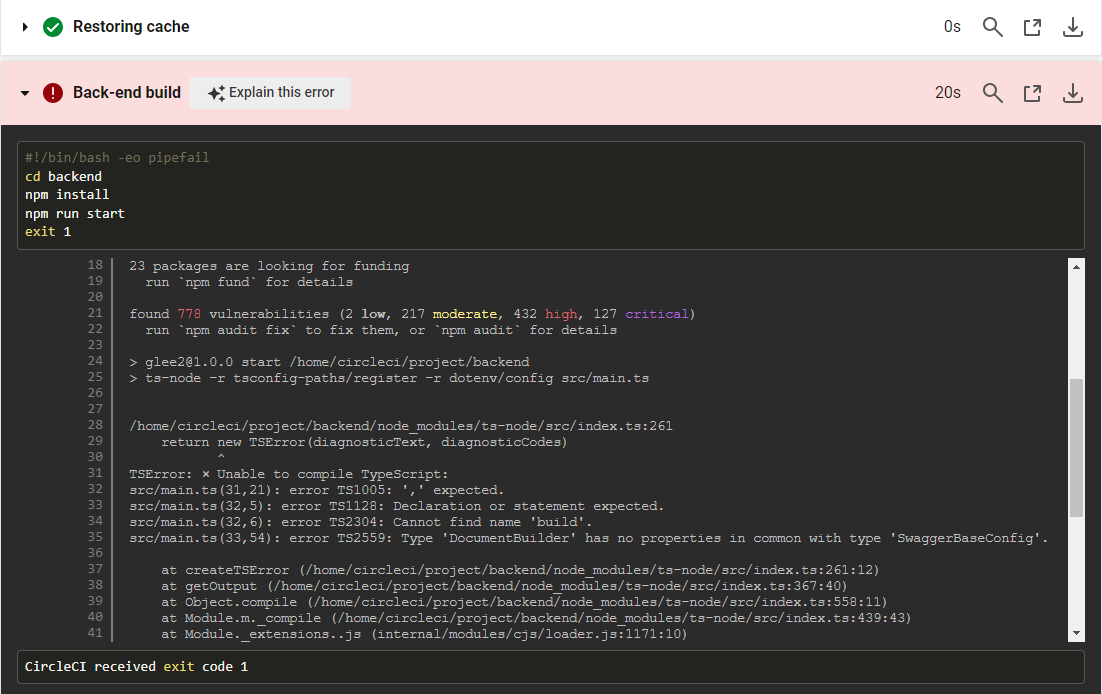 Restoring cache 0s
Back-end build Explain this error 20s
#!/bin/bash -eo pipefail
cd backend
npm install
npm run start
exit 1
18 23 packages are looking for funding
19 run `npm fund` for details
20
21 found 778 vulnerabilities (2 low, 217 moderate, 432 high, 127 critical)
22 run `npm audit fix` to fix them, or `npm audit` for details
23
24 > glee2@1.0.0 start /home/circleci/project/backend
25 > ts-node -r tsconfig-paths/register -r dotenv/config src/main.ts
26
27
28 /home/circleci/project/backend/node_modules/ts-node/src/index.ts:261
29 return new TSError(diagnosticText, diagnosticCodes)
30 ^
31 TSError: × Unable to compile TypeScript:
32 src/main.ts(31,21): error TS1005: ',' expected.
33 src/main.ts(32,5): error TS1128: Declaration or statement expected.
34 src/main.ts(32,6): error TS2304: Cannot find name 'build'.
35 src/main.ts(33,54): error TS2559: Type 'DocumentBuilder' has no properties in common with type 'SwaggerBaseConfig'.
36
37 at createTSError (/home/circleci/project/backend/node_modules/ts-node/src/index.ts:261:12)
38 at getOutput (/home/circleci/project/backend/node_modules/ts-node/src/index.ts:367:40)
39 at Object.compile (/home/circleci/project/backend/node_modules/ts-node/src/index.ts:558:11)
40 at Module.m._compile (/home/circleci/project/backend/node_modules/ts-node/src/index.ts:439:43)
41 at Module._extensions..js (internal/modules/cjs/loader.js:1171:10)
CircleCI received exit code 1